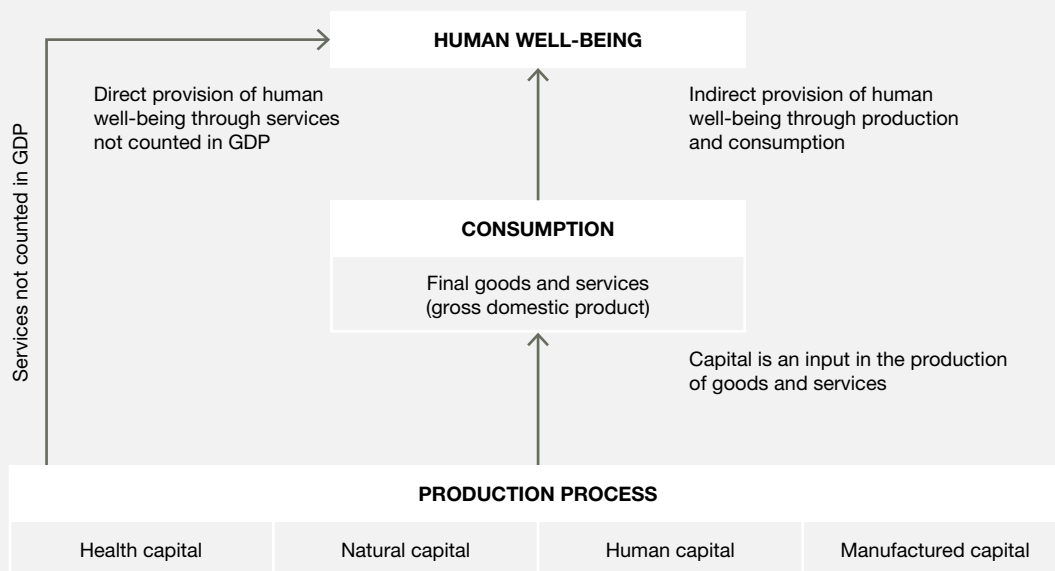 HUMAN WELL-BEING
Direct provision of human
well-being through services
not counted in GDP
Indirect provision of human
well-being through production
and consumption
Services not counted in GDP
CONSUMPTION
Final goods and services
(gross domestic product)
Capital is an input in the production
of goods and services
PRODUCTION PROCESS
Health capital
Natural capital
Human capital
Manufactured capital